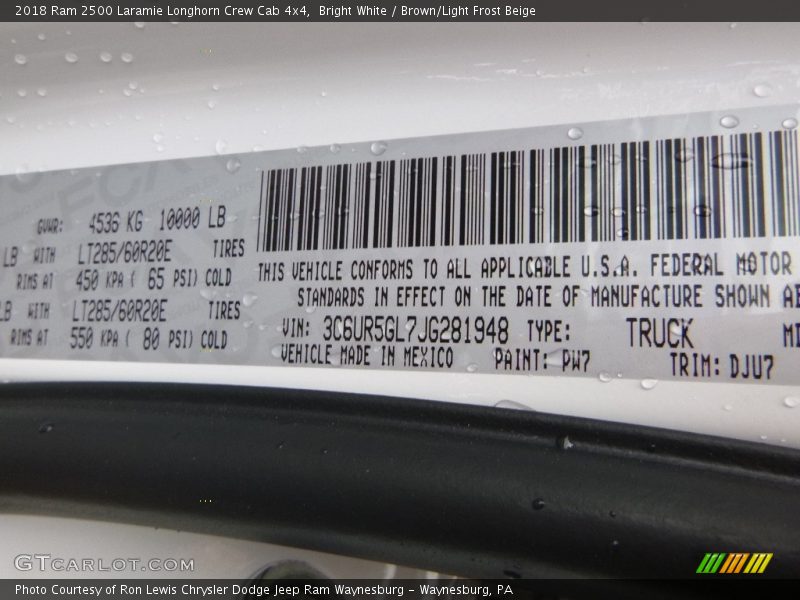 2018 Ram 2500 Laramie Longhorn Crew Cab 4x4,  Bright White / Brown/Light Frost Beige
GVWR: 4536 KG 10000 LB
LB WITH LT285/60R20E TIRES
RIMS AT 450 KPA ( 65 PSI) COLD
LB WITH LT285/60R20E TIRES
RIMS AT 550 KPA ( 80 PSI) COLD
THIS VEHICLE CONFORMS TO ALL APPLICABLE U.S.A. FEDERAL MOTOR
STANDARDS IN EFFECT ON THE DATE OF MANUFACTURE SHOWN AB
VIN: 3C6UR5GL7JG281948 TYPE: TRUCK
VEHICLE MADE IN MEXICO PAINT: PW7 TRIM: DJU7
GTCARLOT.COM
Photo Courtesy of Ron Lewis Chrysler Dodge Jeep Ram Waynesburg - Waynesburg, PA